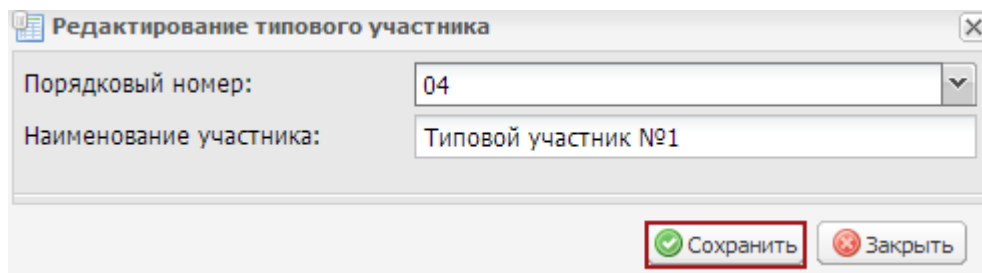 Редактирование типового участника
Порядковый номер: 04
Наименование участника: Типовой участник №1
Сохранить Закрыть